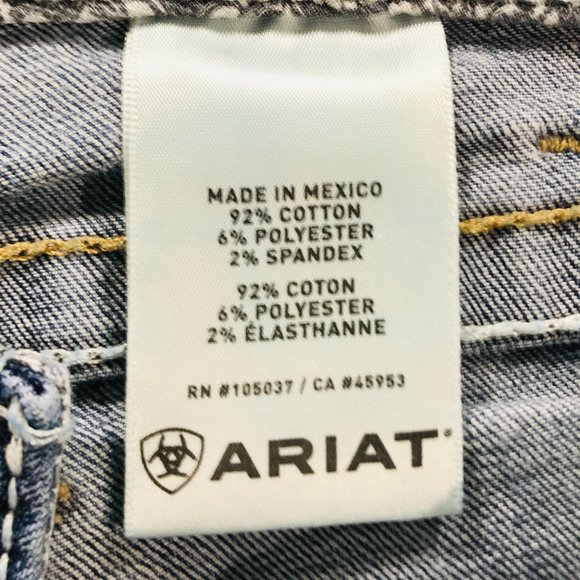 MADE IN MEXICO
92% COTTON
6% POLYESTER
2% SPANDEX
92% COTON
6% POLYESTER
2% ÉLASTHANNE
RN #105037 / CA #45953
ARIAT®